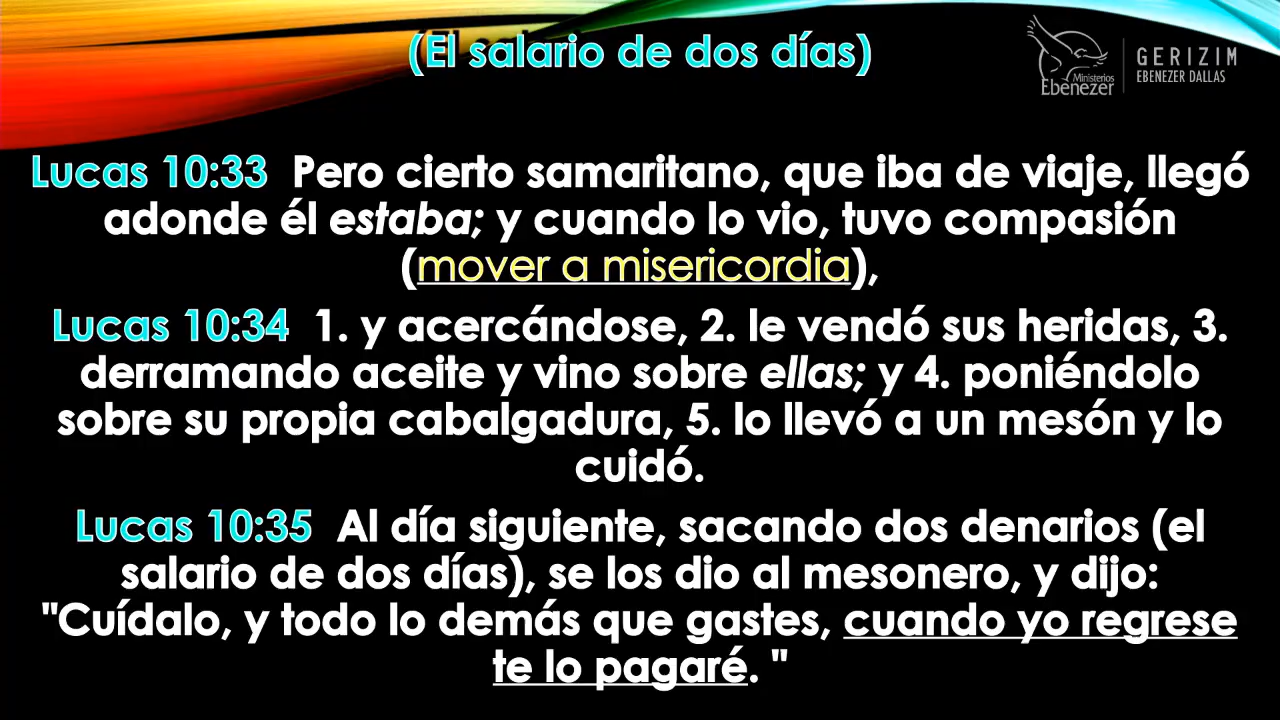 (El salario de dos días)
Ministerios
Ebenezer
GERIZIM
EBENEZER DALLAS
Lucas 10:33 Pero cierto samaritano, que iba de viaje, llegó
adonde él estaba; y cuando lo vio, tuvo compasión
(mover a misericordia),
Lucas 10:34 1. y acercándose, 2. le vendó sus heridas, 3.
derramando aceite y vino sobre ellas; y 4. poniéndolo
sobre su propia cabalgadura, 5. lo llevó a un mesón y lo
cuidó.
Lucas 10:35 Al día siguiente, sacando dos denarios (el
salario de dos días), se los dio al mesonero, y dijo:
"Cuídalo, y todo lo demás que gastes, cuando yo regrese
te lo pagaré. "